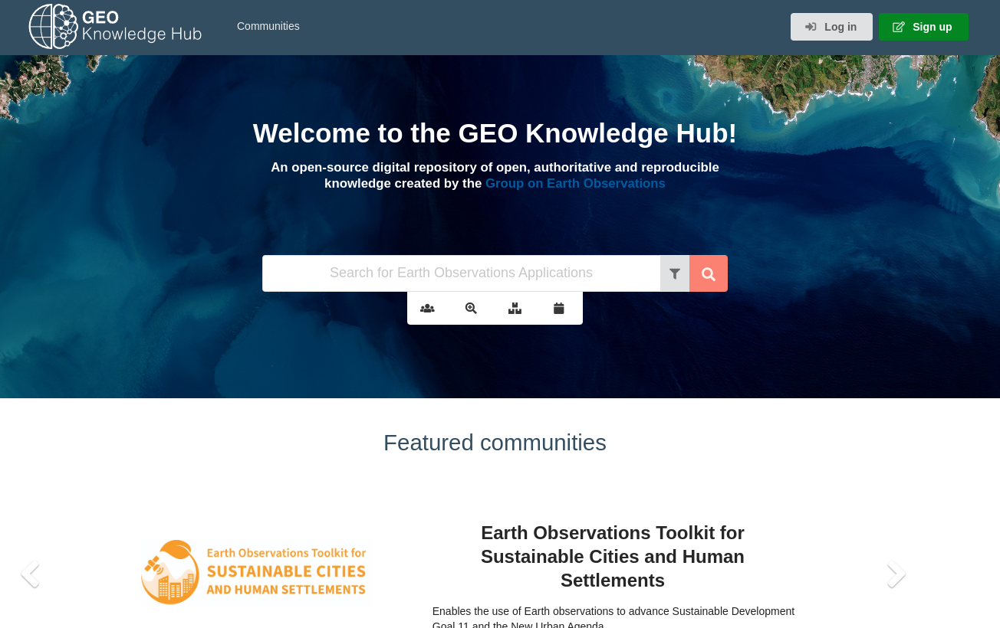 GEO
Knowledge Hub
Communities
Log in
Sign up
Welcome to the GEO Knowledge Hub!
An open-source digital repository of open, authoritative and reproducible
knowledge created by the Group on Earth Observations
Search for Earth Observations Applications
Featured communities
Earth Observations Toolkit for
SUSTAINABLE CITIES
AND HUMAN SETTLEMENTS
Earth Observations Toolkit for
Sustainable Cities and Human
Settlements
Enables the use of Earth observations to advance Sustainable Development
Goal 11 and the New Urban Agenda